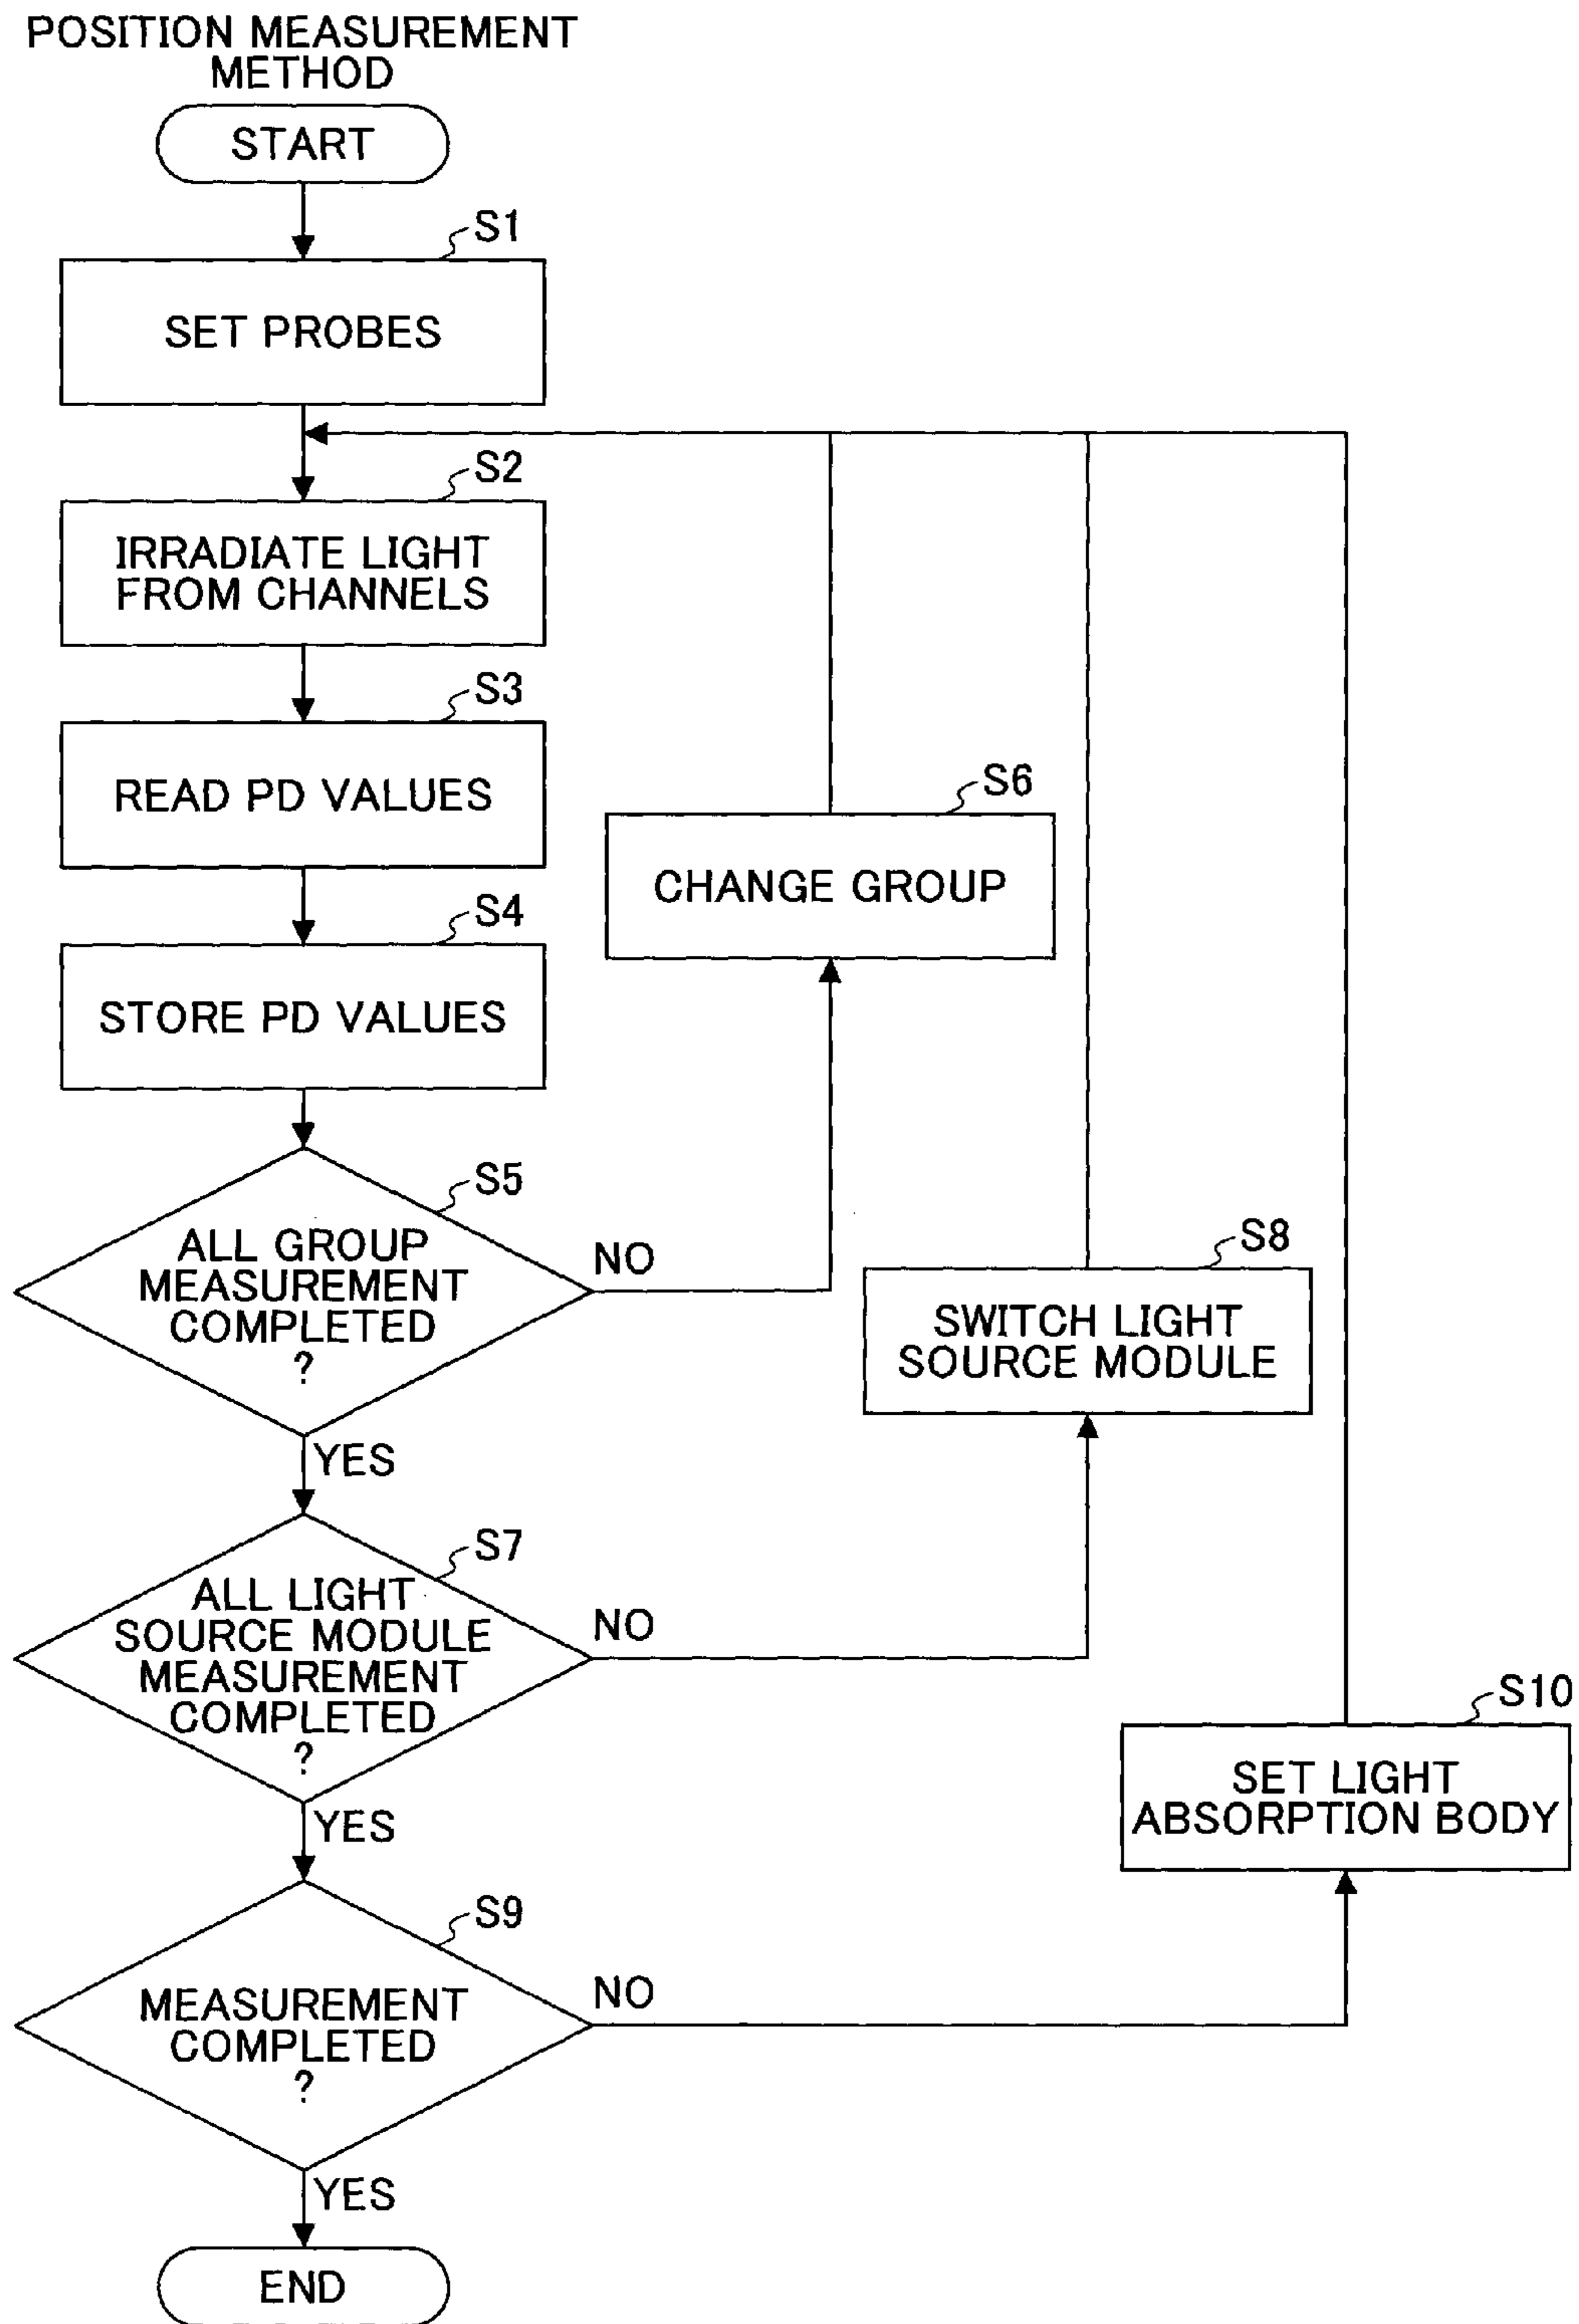 POSITION MEASUREMENT
METHOD
START
S1
SET PROBES
S2
IRRADIATE LIGHT
FROM CHANNELS
S3
READ PD VALUES
S6
CHANGE GROUP
S4
STORE PD VALUES
S5
ALL GROUP
MEASUREMENT
COMPLETED
?
NO
YES
S8
SWITCH LIGHT
SOURCE MODULE
S7
ALL LIGHT
SOURCE MODULE
MEASUREMENT
COMPLETED
?
NO
YES
S10
SET LIGHT
ABSORPTION BODY
S9
MEASUREMENT
COMPLETED
?
NO
YES
END